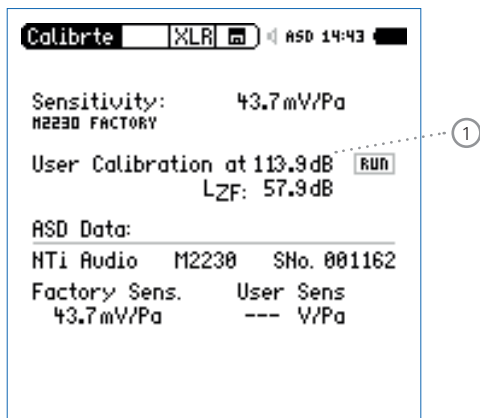 Calibrte XLR ASD 14:43
Sensitivity: 43.7mV/Pa
M2230 FACTORY
User Calibration at 113.9dB RUN
1
LZF: 57.9dB
ASD Data:
NTi Audio M2230 SNo. 001162
Factory Sens. User Sens
43.7mV/Pa --- V/Pa